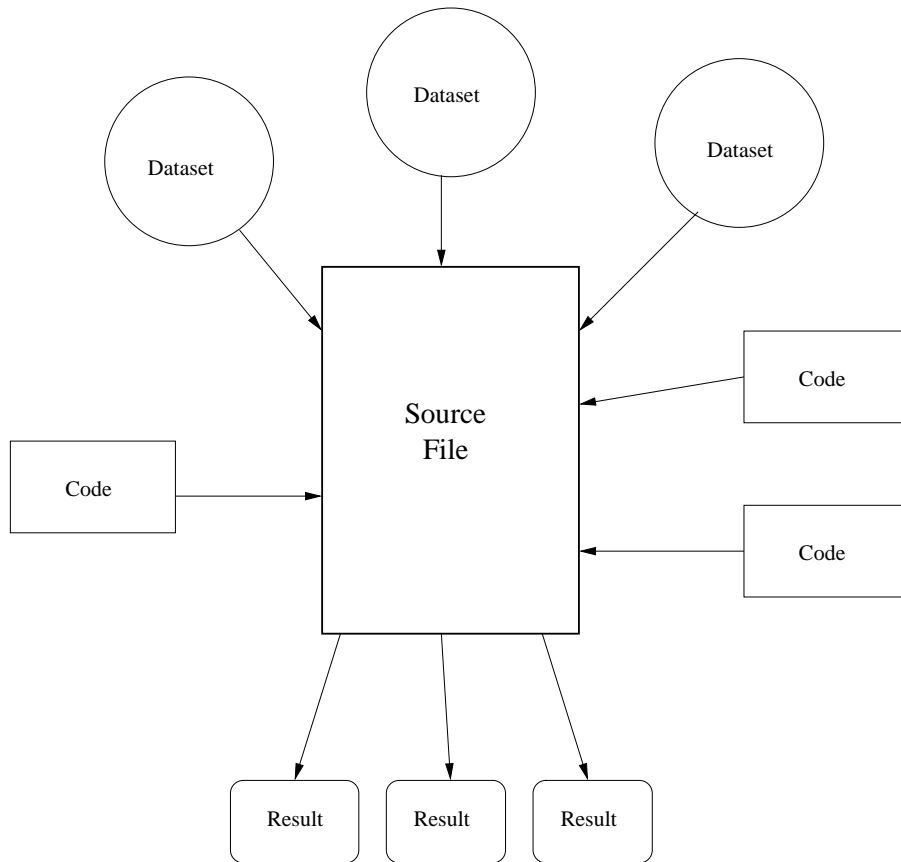 Dataset
Dataset
Dataset
Code
Source
File
Code
Code
Result
Result
Result